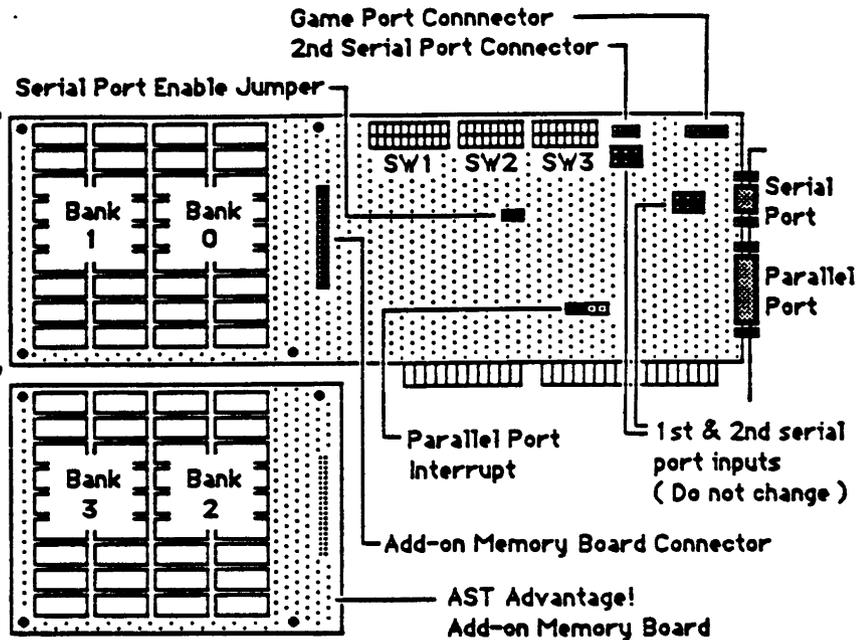 Game Port Connnector
2nd Serial Port Connector
Serial Port Enable Jumper
SW1 SW2 SW3
Bank
1
Bank
0
Serial
Port
Parallel
Port
Bank
3
Bank
2
Parallel Port
Interrupt
1st & 2nd serial
port inputs
( Do not change )
Add-on Memory Board Connector
AST Advantage!
Add-on Memory Board